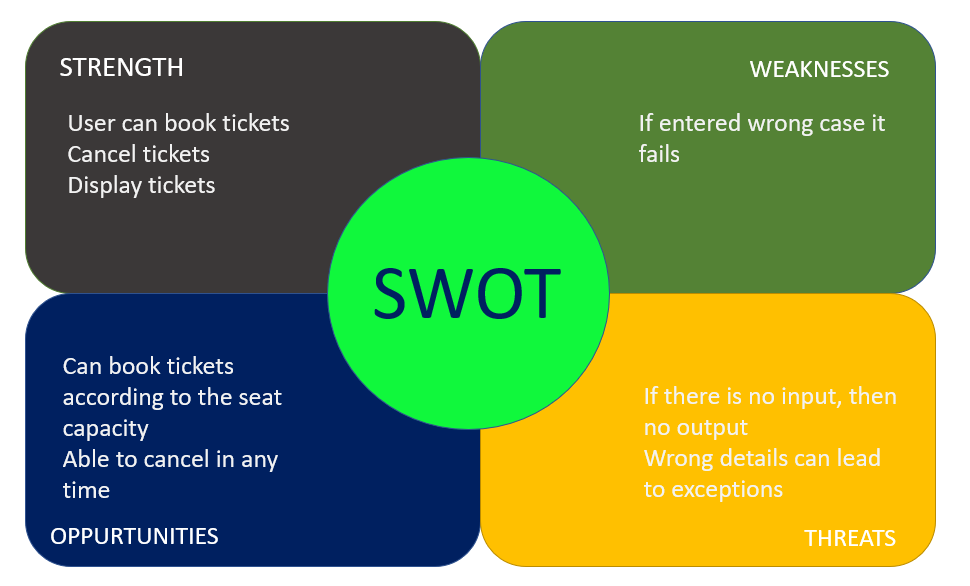 STRENGTH
User can book tickets
Cancel tickets
Display tickets
WEAKNESSES
If entered wrong case it
fails
SWOT
Can book tickets
according to the seat
capacity
Able to cancel in any
time
OPPURTUNITIES
If there is no input, then
no output
Wrong details can lead
to exceptions
THREATS